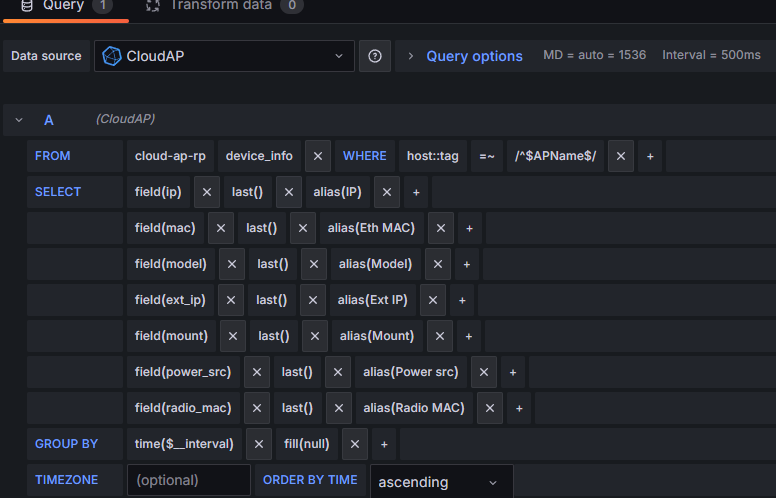 Query 1 Transform data 0
Data source CloudAP Query options MD = auto = 1536 Interval = 500ms
A (CloudAP)
FROM cloud-ap-rp device_info × WHERE host::tag =~ /^$APName$/ × +
SELECT field(ip) × last() × alias(IP) × +
field(mac) × last() × alias(Eth MAC) × +
field(model) × last() × alias(Model) × +
field(ext_ip) × last() × alias(Ext IP) × +
field(mount) × last() × alias(Mount) × +
field(power_src) × last() × alias(Power src) × +
field(radio_mac) × last() × alias(Radio MAC) × +
GROUP BY time($__interval) × fill(null) × +
TIMEZONE (optional) ORDER BY TIME ascending